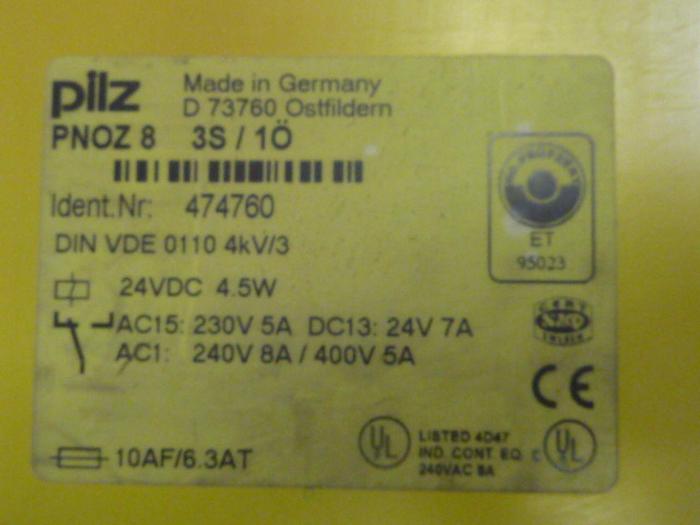 pilz
Made in Germany
D 73760 Ostfildern
PNOZ 8 3S / 1Ö
Ident.Nr: 474760
DIN VDE 0110 4kV/3
ET
95023
24VDC 4.5W
AC15: 230V 5A DC13: 24V 7A
AC1: 240V 8A / 400V 5A
CERT
CE
10AF/6.3AT
UL
LISTED 4D47
IND. CONT. EQ.
240VAC 8A
C UL